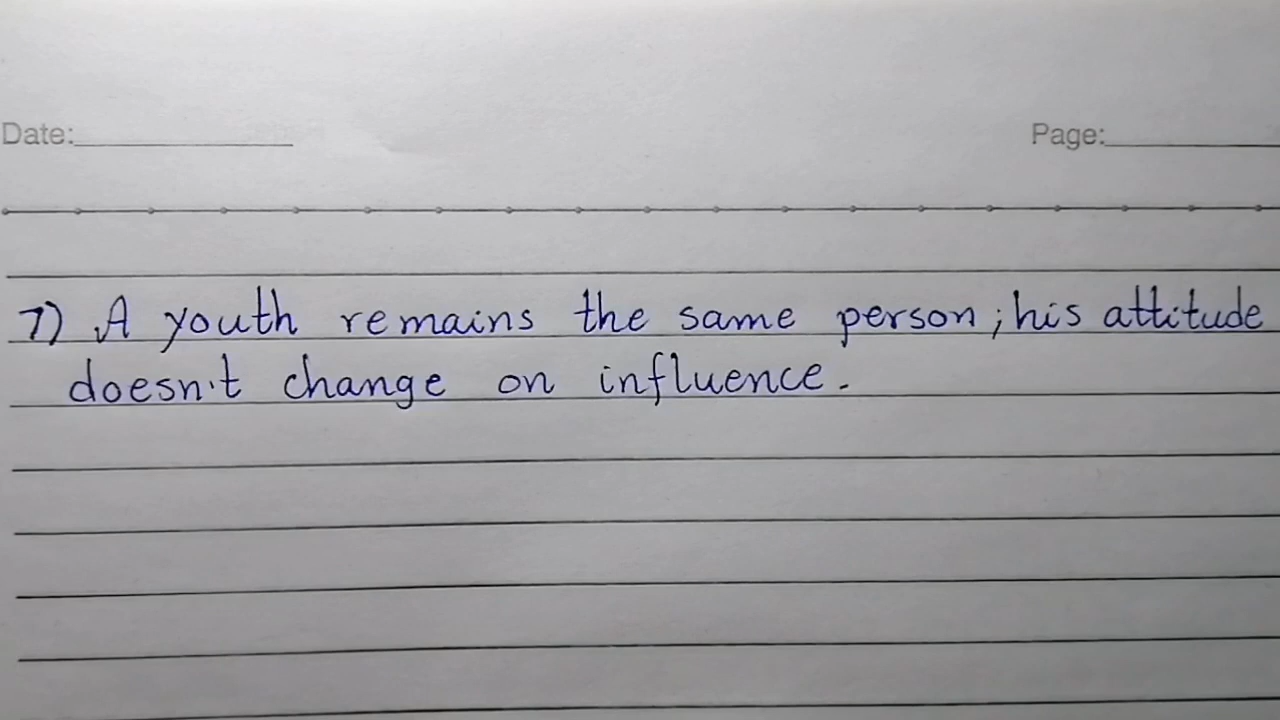 Date:
Page:
7) A youth remains the same person; his attitude
doesn't change on influence.